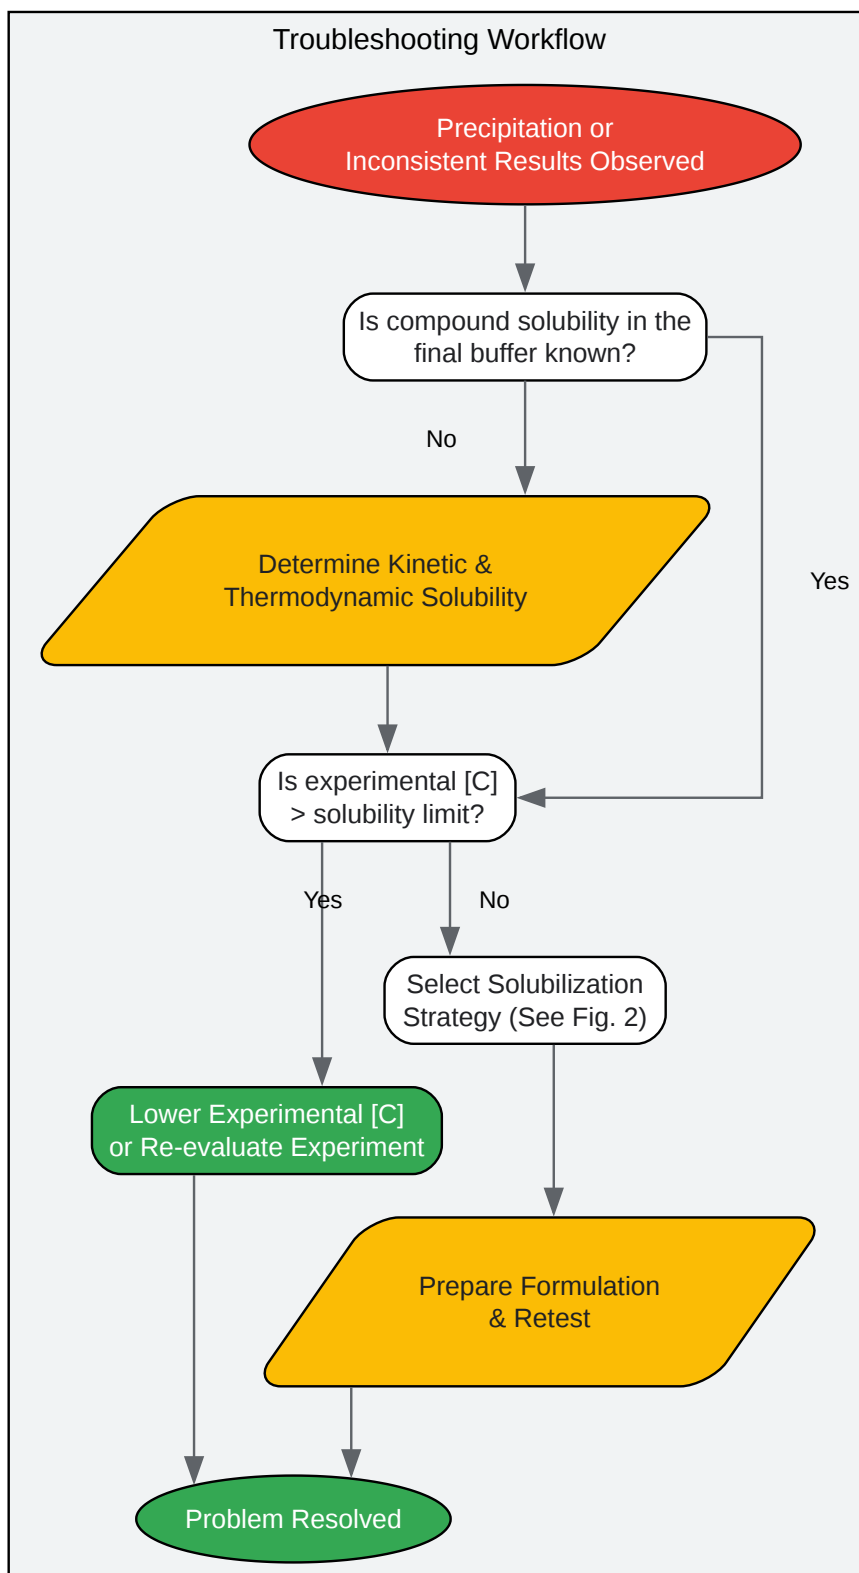 Troubleshooting Workflow
Precipitation or
Inconsistent Results Observed
Is compound solubility in the
final buffer known?
No
Determine Kinetic &
Thermodynamic Solubility
Yes
Is experimental [C]
> solubility limit?
Yes
No
Select Solubilization
Strategy (See Fig. 2)
Lower Experimental [C]
or Re-evaluate Experiment
Prepare Formulation
& Retest
Problem Resolved